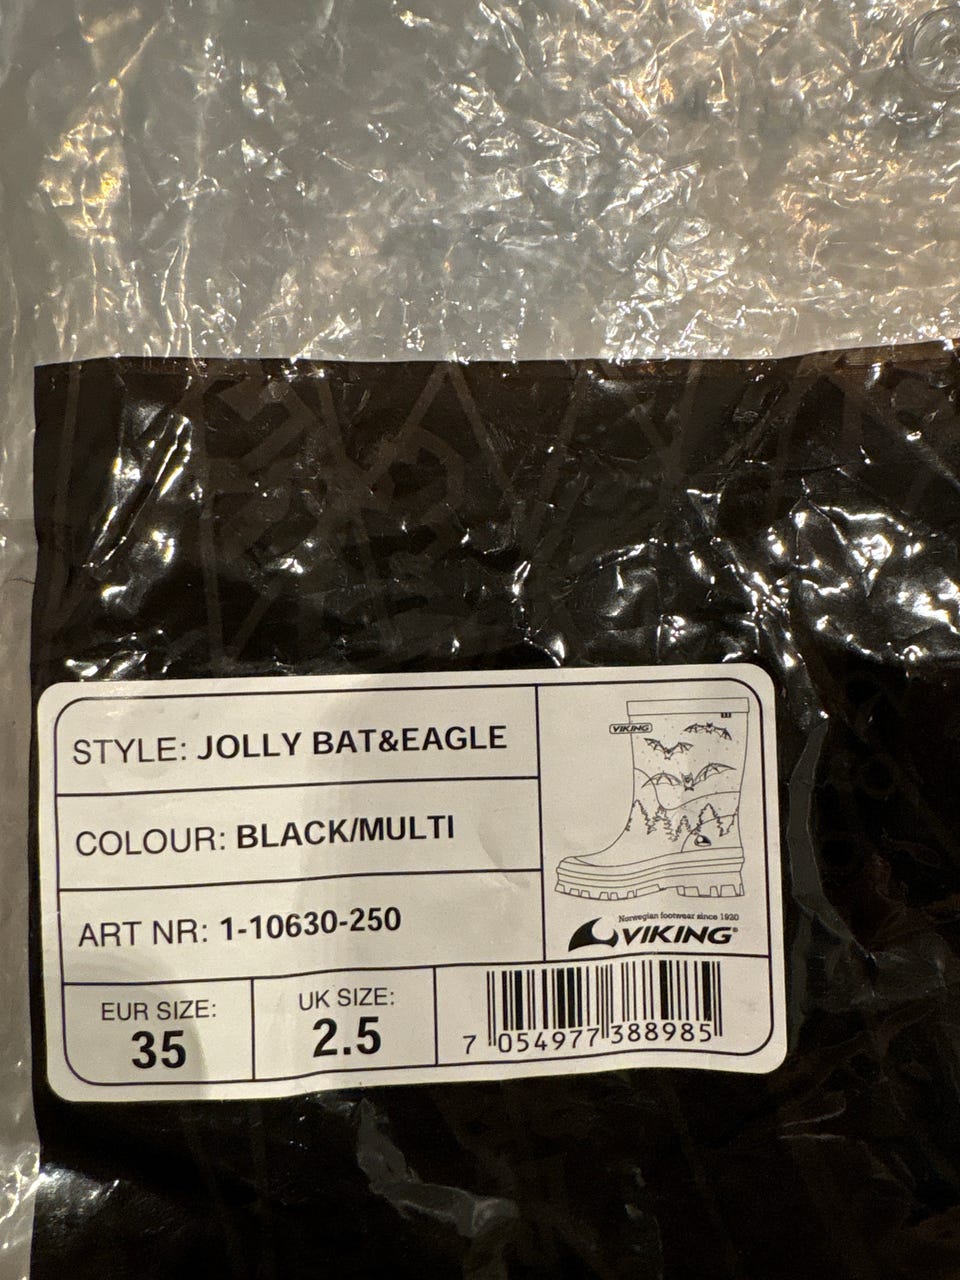 STYLE: JOLLY BAT&EAGLE
COLOUR: BLACK/MULTI
ART NR: 1-10630-250
VIKING
Norwegian footwear since 1920
VIKING®
EUR SIZE:
35
UK SIZE:
2.5
7 054977 388985